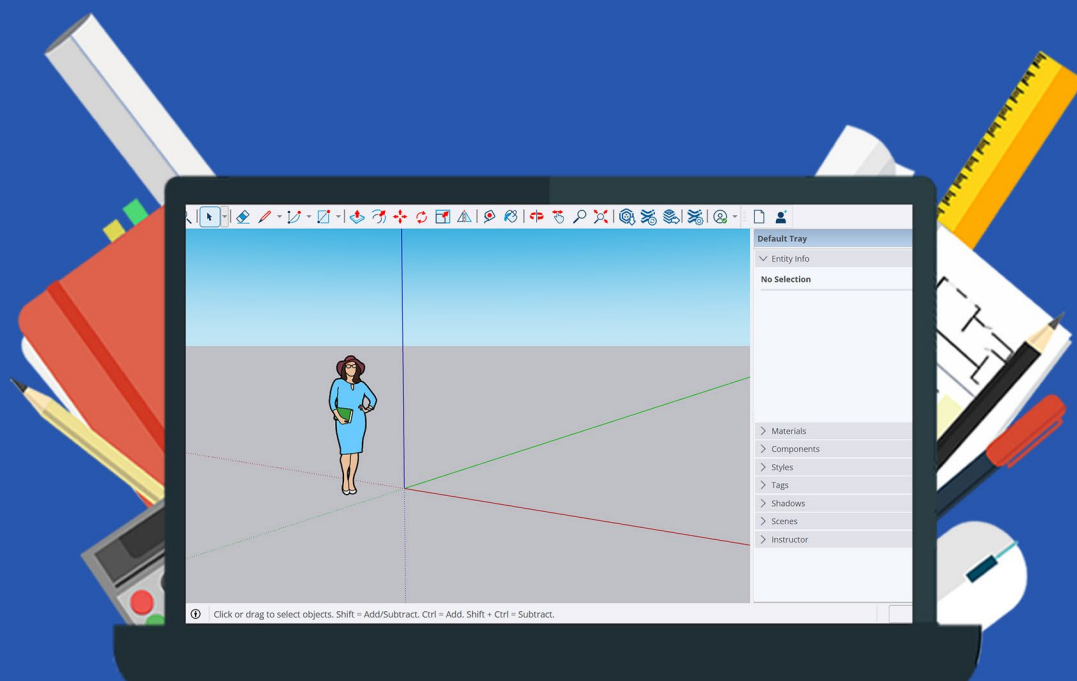 Default Tray
Entity Info
No Selection
Materials
Components
Styles
Tags
Shadows
Scenes
Instructor
Click or drag to select objects. Shift = Add/Subtract. Ctrl = Add. Shift + Ctrl = Subtract.